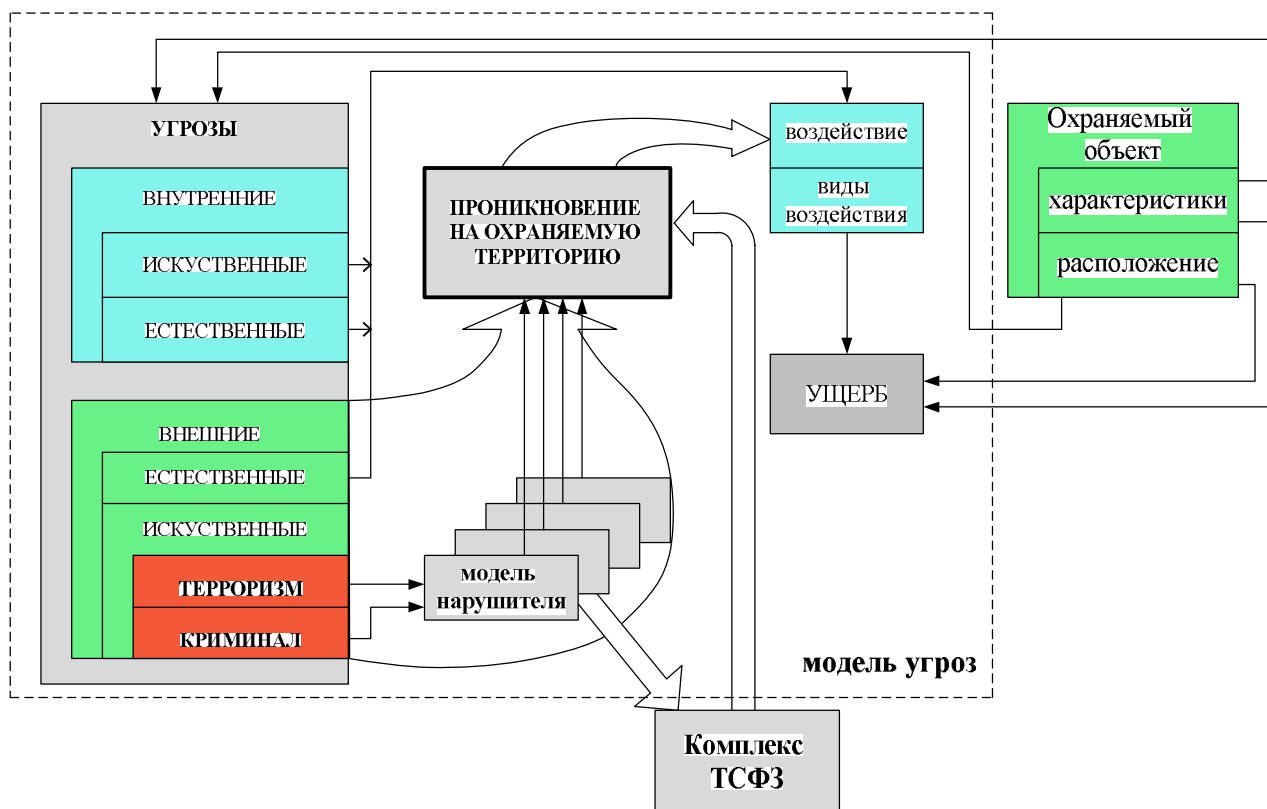 УГРОЗЫ
ВНУТРЕННИЕ
ИСКУСТВЕННЫЕ
ЕСТЕСТВЕННЫЕ
ВНЕШНИЕ
ЕСТЕСТВЕННЫЕ
ИСКУСТВЕННЫЕ
ТЕРРОРИЗМ
КРИМИНАЛ
ПРОНИКНОВЕНИЕ
НА ОХРАНЯЕМУЮ
ТЕРРИТОРИЮ
модель
нарушителя
воздействие
виды
воздействия
УЩЕРБ
Охраняемый
объект
характеристики
расположение
модель угроз
Комплекс
ТСФЗ